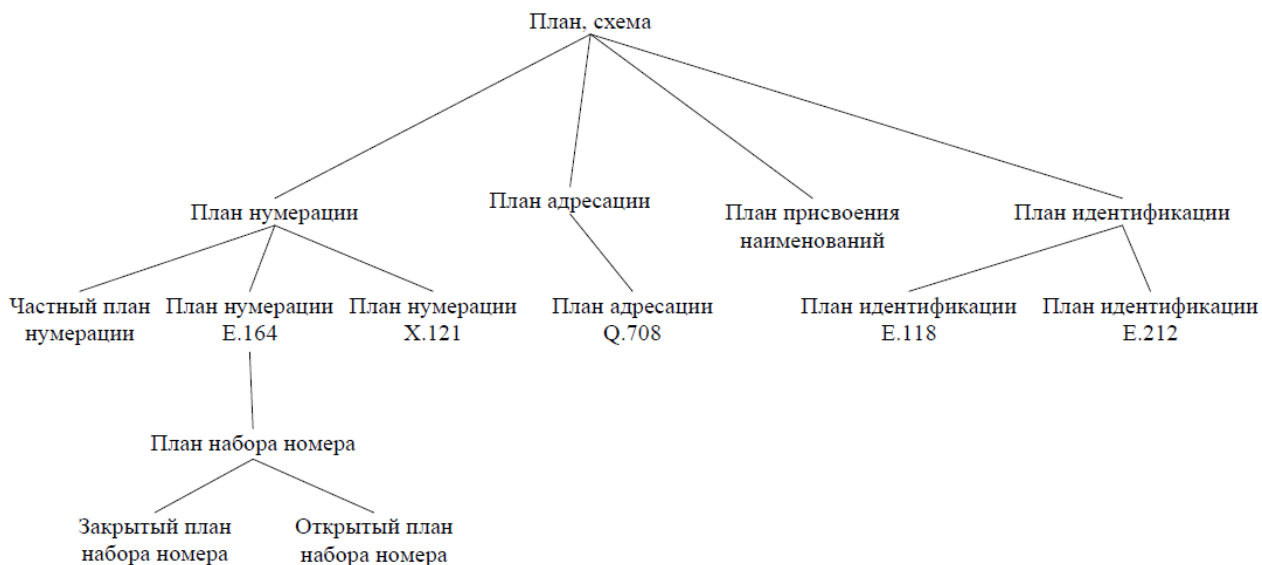 План, схема
План нумерации
План адресации
План присвоения
наименований
План идентификации
Частный план
нумерации
План нумерации
E.164
План нумерации
X.121
План адресации
Q.708
План идентификации
E.118
План идентификации
E.212
План набора номера
Закрытый план
набора номера
Открытый план
набора номера